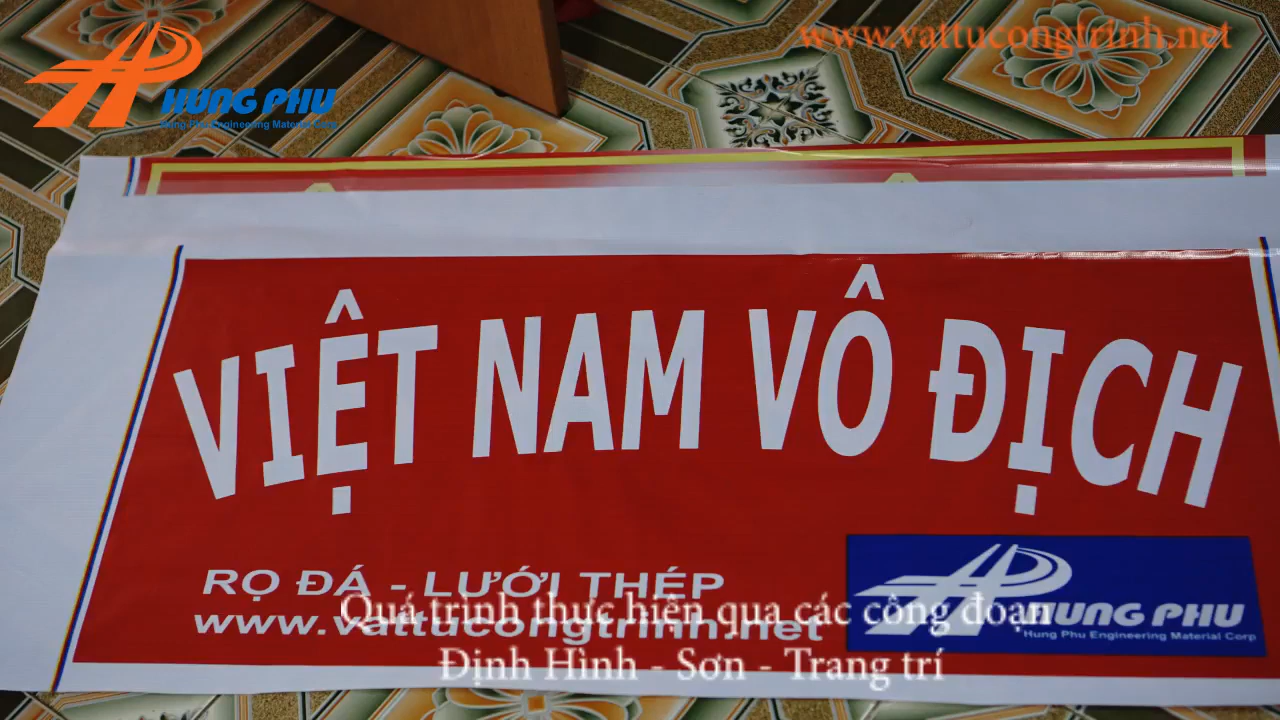 www.vattucongtrinh.net
HUNG PHU
Hung Phu Engineering Material Corp
VIỆT NAM VÔ ĐỊCH
RỌ ĐÁ - LƯỚI THÉP
www.vattucongtrinh.net
HUNG PHU
Hung Phu Engineering Material Corp
Quá trình thực hiện qua các công đoạn
Định Hình - Sơn - Trang trí